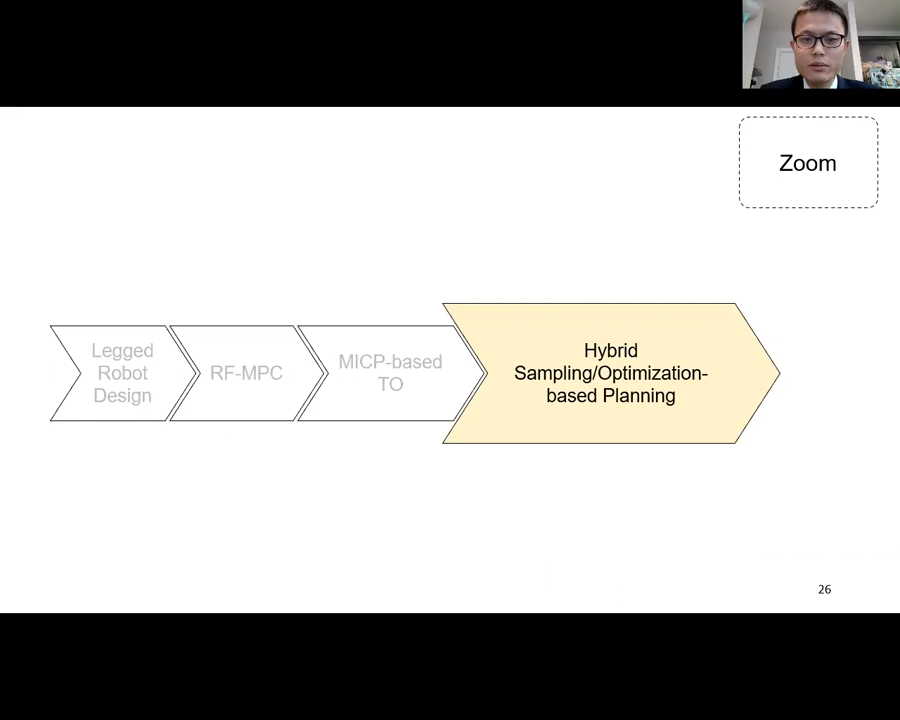 Zoom
Legged
Robot
Design
RF-MPC
MICP-based
TO
Hybrid
Sampling/Optimization-
based Planning
26